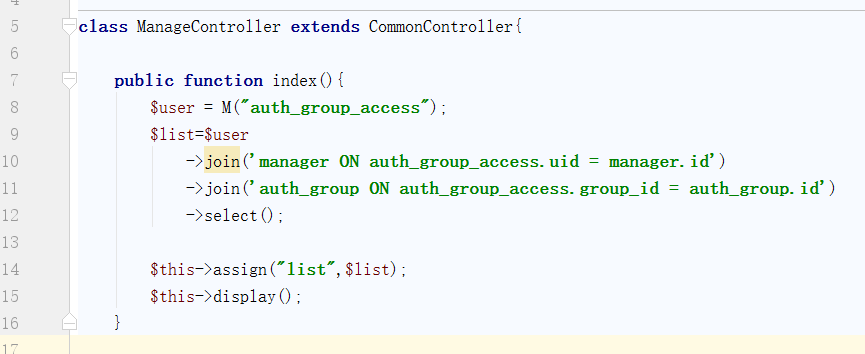 5 class ManageController extends CommonController{
6
7 public function index(){
8 $user = M("auth_group_access");
9 $list=$user
10 ->join('manager ON auth_group_access.uid = manager.id')
11 ->join('auth_group ON auth_group_access.group_id = auth_group.id')
12 ->select();
13
14 $this->assign("list",$list);
15 $this->display();
16 }
17